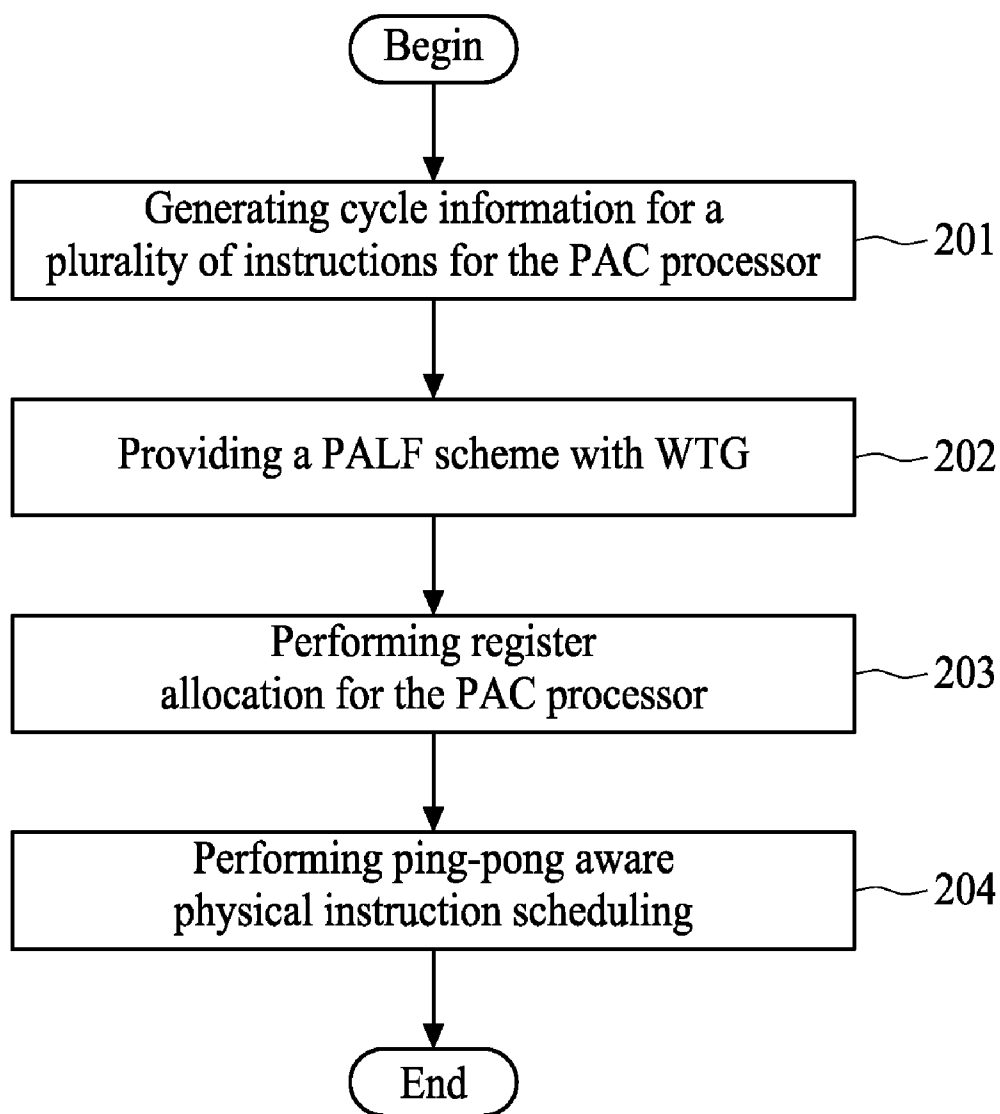 Begin
Generating cycle information for a
plurality of instructions for the PAC processor
201
Providing a PALF scheme with WTG
202
Performing register
allocation for the PAC processor
203
Performing ping-pong aware
physical instruction scheduling
204
End